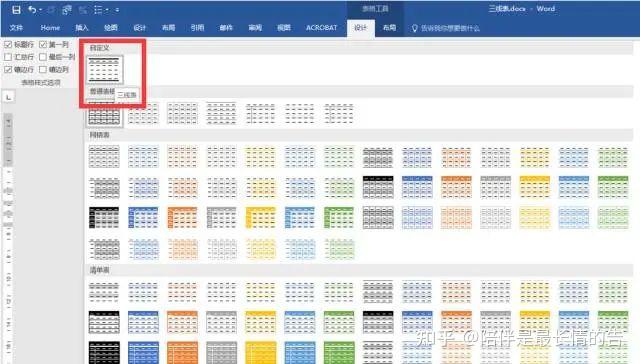 表格工具
三线表.docx - Word
文件 Home 插入 绘图 设计 布局 引用 邮件 审阅 视图 ACROBAT 设计 布局 告诉我你想要做什么
标题行 第一列
汇总行 最后一列
镶边行 镶边列
表格样式选项
自定义
三线表
普通表格
网格表
清单表
知乎 @陪伴是最长情的告